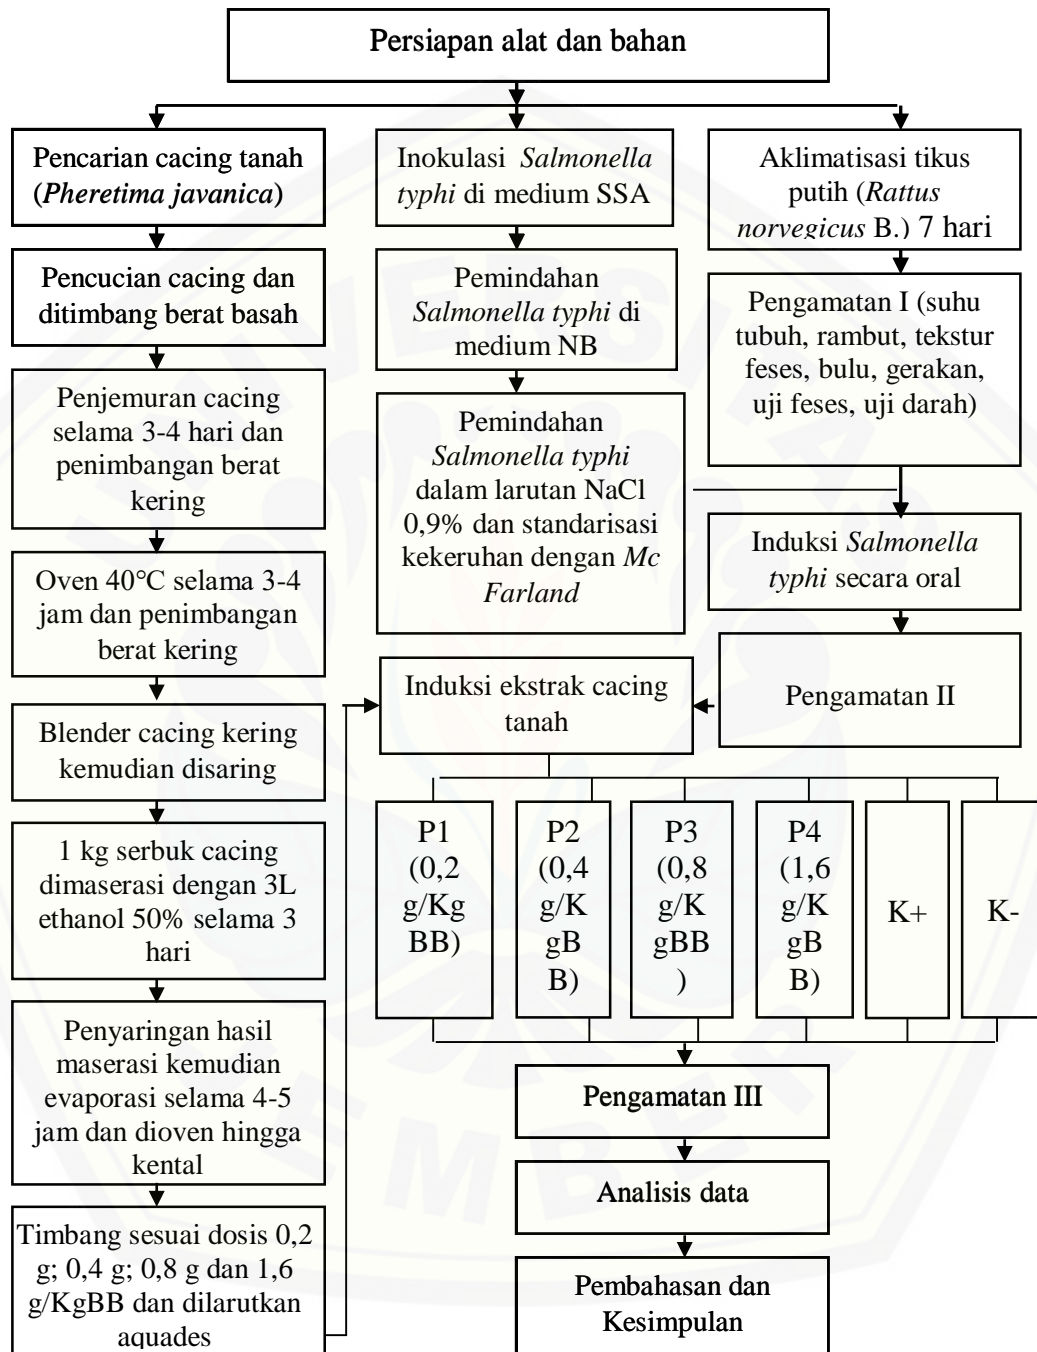 Persiapan alat dan bahan
Pencarian cacing tanah
(Pheretima javanica)
Pencucian cacing dan
ditimbang berat basah
Penjemuran cacing
selama 3-4 hari dan
penimbangan berat
kering
Oven 40°C selama 3-4
jam dan penimbangan
berat kering
Blender cacing kering
kemudian disaring
1 kg serbuk cacing
dimaserasi dengan 3L
ethanol 50% selama 3
hari
Penyaringan hasil
maserasi kemudian
evaporasi selama 4-5
jam dan dioven hingga
kental
Timbang sesuai dosis 0,2
g; 0,4 g; 0,8 g dan 1,6
g/KgBB dan dilarutkan
aquades
Inokulasi Salmonella
typhi di medium SSA
Pemindahan
Salmonella typhi di
medium NB
Pemindahan
Salmonella typhi
dalam larutan NaCl
0,9% dan standarisasi
kekeruhan dengan Mc
Farland
Aklimatisasi tikus
putih (Rattus
norvegicus B.) 7 hari
Pengamatan I (suhu
tubuh, rambut, tekstur
feses, bulu, gerakan,
uji feses, uji darah)
Induksi Salmonella
typhi secara oral
Pengamatan II
Induksi ekstrak cacing
tanah
P1
(0,2
g/Kg
BB)
P2
(0,4
g/K
gB
B)
P3
(0,8
g/K
gBB
)
P4
(1,6
g/K
gB
B)
K+
K-
Pengamatan III
Analisis data
Pembahasan dan
Kesimpulan
UNIVERSITAS
JEMBER